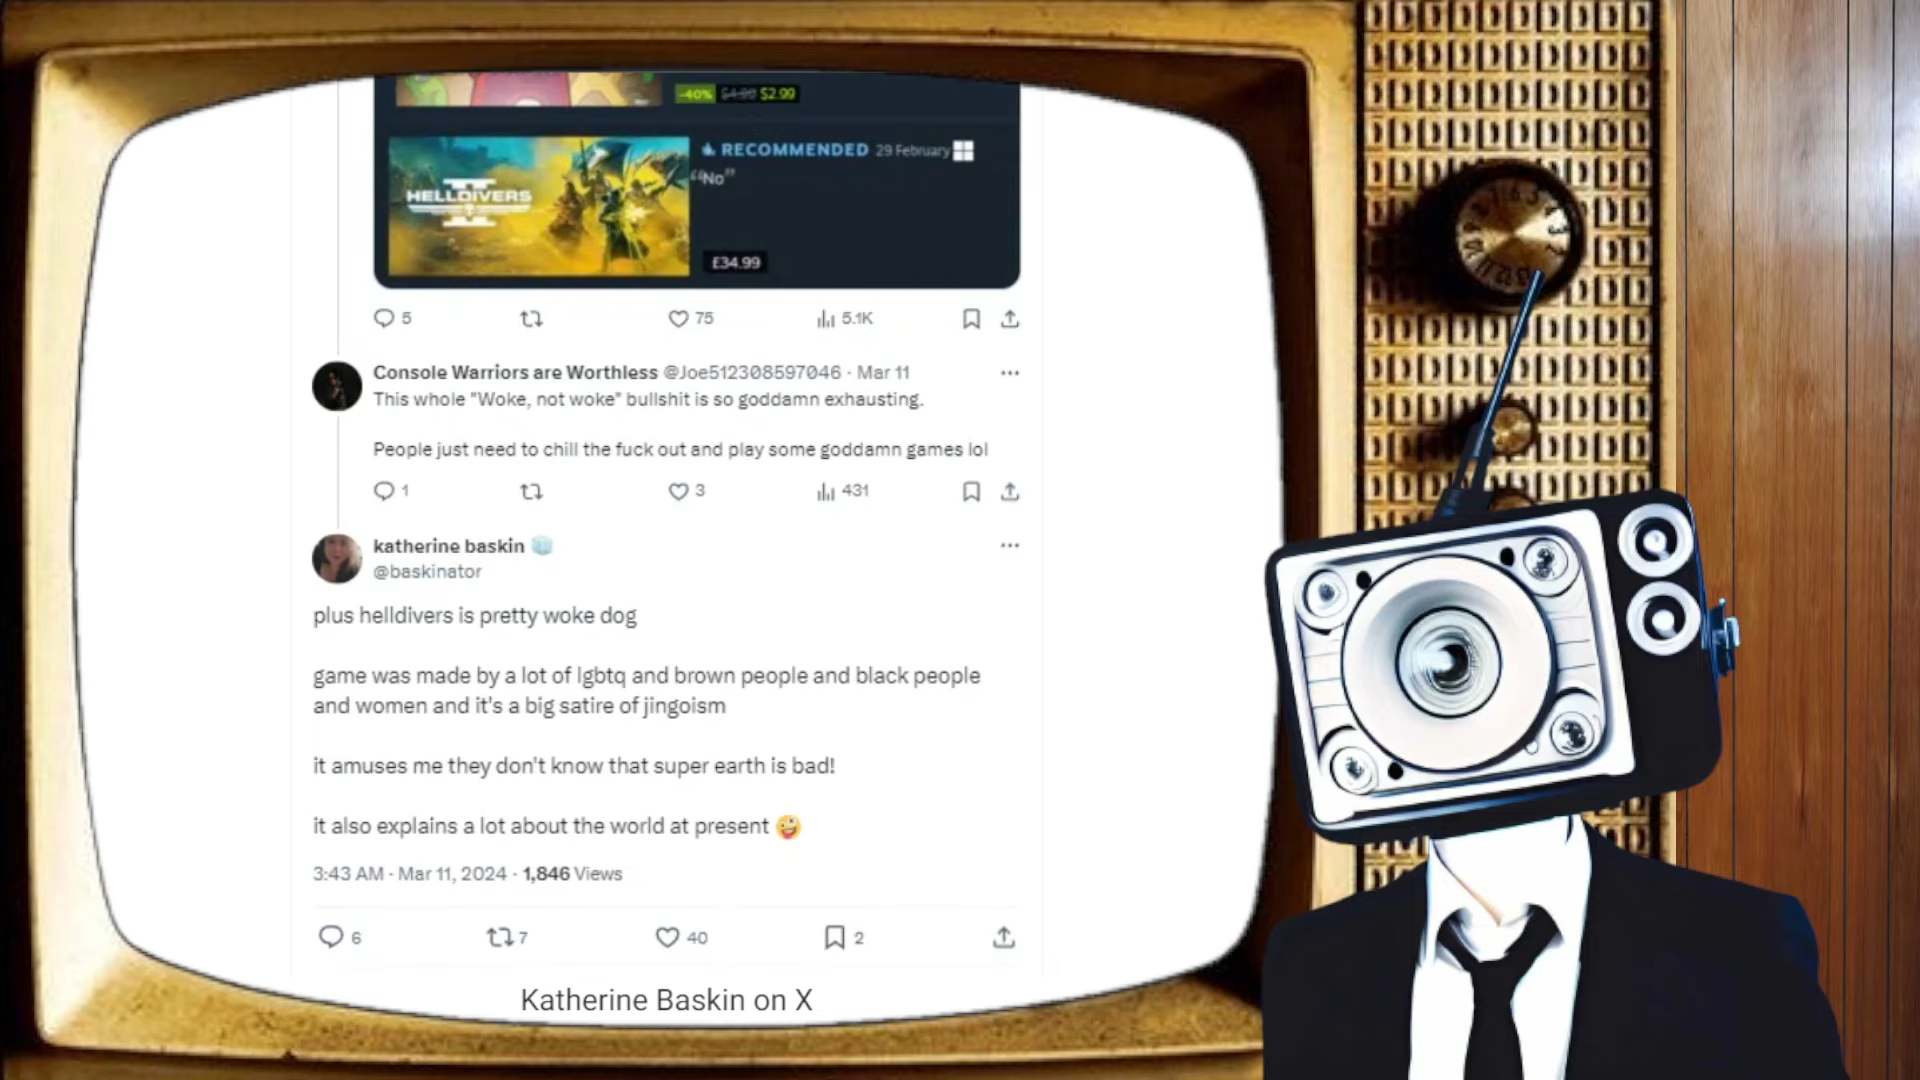 -40% $4.99 $2.99
RECOMMENDED 29 February
"No"
HELLDIVERS
II
£34.99
5 75 5.1K
Console Warriors are Worthless @Joe512308597046 · Mar 11
This whole "Woke, not woke" bullshit is so goddamn exhausting.
People just need to chill the fuck out and play some goddamn games lol
1 3 431
katherine baskin
@baskinator
plus helldivers is pretty woke dog
game was made by a lot of lgbtq and brown people and black people
and women and it's a big satire of jingoism
it amuses me they don't know that super earth is bad!
it also explains a lot about the world at present 🤪
3:43 AM · Mar 11, 2024 · 1,846 Views
6 7 40 2
Katherine Baskin on X